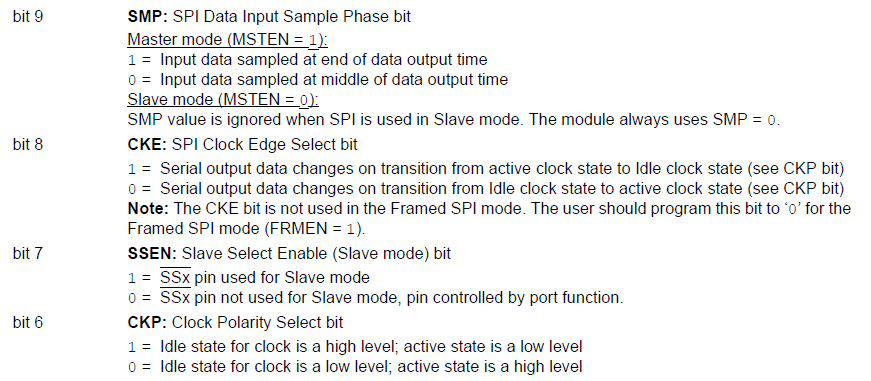 bit 9 SMP: SPI Data Input Sample Phase bit
Master mode (MSTEN = 1):
1 = Input data sampled at end of data output time
0 = Input data sampled at middle of data output time
Slave mode (MSTEN = 0):
SMP value is ignored when SPI is used in Slave mode. The module always uses SMP = 0.
bit 8 CKE: SPI Clock Edge Select bit
1 = Serial output data changes on transition from active clock state to Idle clock state (see CKP bit)
0 = Serial output data changes on transition from Idle clock state to active clock state (see CKP bit)
Note: The CKE bit is not used in the Framed SPI mode. The user should program this bit to ‘0’ for the
Framed SPI mode (FRMEN = 1).
bit 7 SSEN: Slave Select Enable (Slave mode) bit
1 = SSx pin used for Slave mode
0 = SSx pin not used for Slave mode, pin controlled by port function.
bit 6 CKP: Clock Polarity Select bit
1 = Idle state for clock is a high level; active state is a low level
0 = Idle state for clock is a low level; active state is a high level